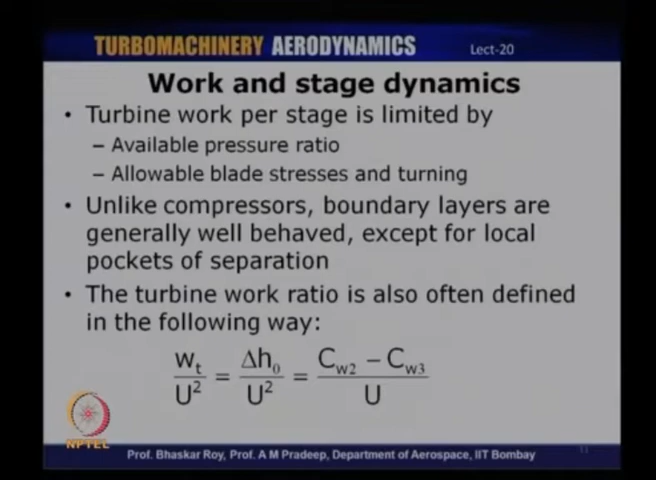 TURBOMACHINERY AERODYNAMICS Lect-20
Work and stage dynamics
• Turbine work per stage is limited by
– Available pressure ratio
– Allowable blade stresses and turning
• Unlike compressors, boundary layers are
generally well behaved, except for local
pockets of separation
• The turbine work ratio is also often defined
in the following way:
w_t / U² = Δh₀ / U² = (C_w2 − C_w3) / U
NPTEL
Prof. Bhaskar Roy, Prof. A M Pradeep, Department of Aerospace, IIT Bombay